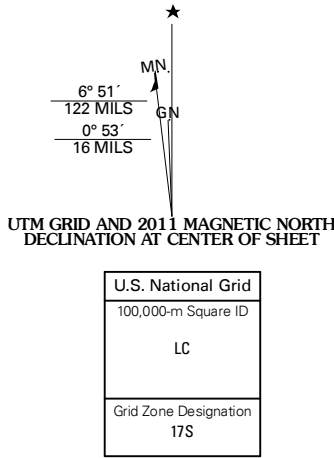 ★
MN.
6° 51´
122 MILS
GN
0° 53´
16 MILS
UTM GRID AND 2011 MAGNETIC NORTH
DECLINATION AT CENTER OF SHEET
U.S. National Grid
100,000-m Square ID
LC
Grid Zone Designation
17S